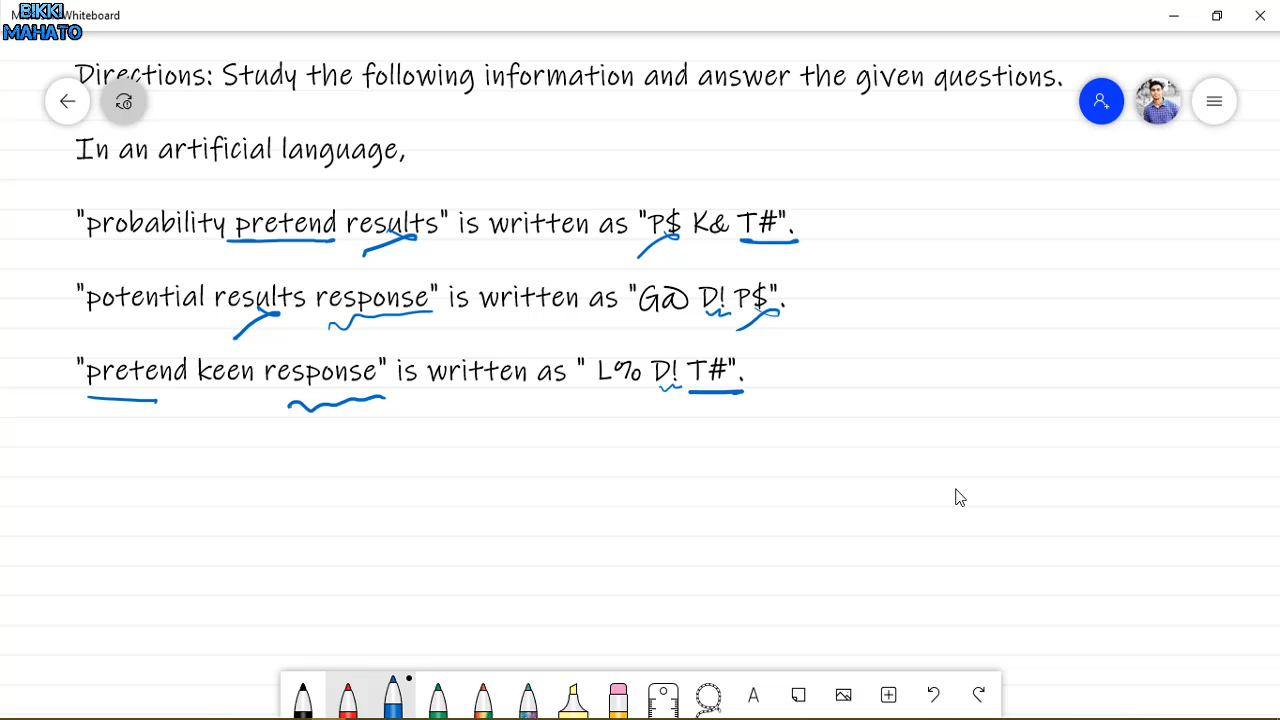 BIKKI
MAHATO
Whiteboard
Directions: Study the following information and answer the given questions.
In an artificial language,
"probability pretend results" is written as "P$ K& T#".
"potential results response" is written as "G@ D! P$".
"pretend keen response" is written as " L% D! T#".